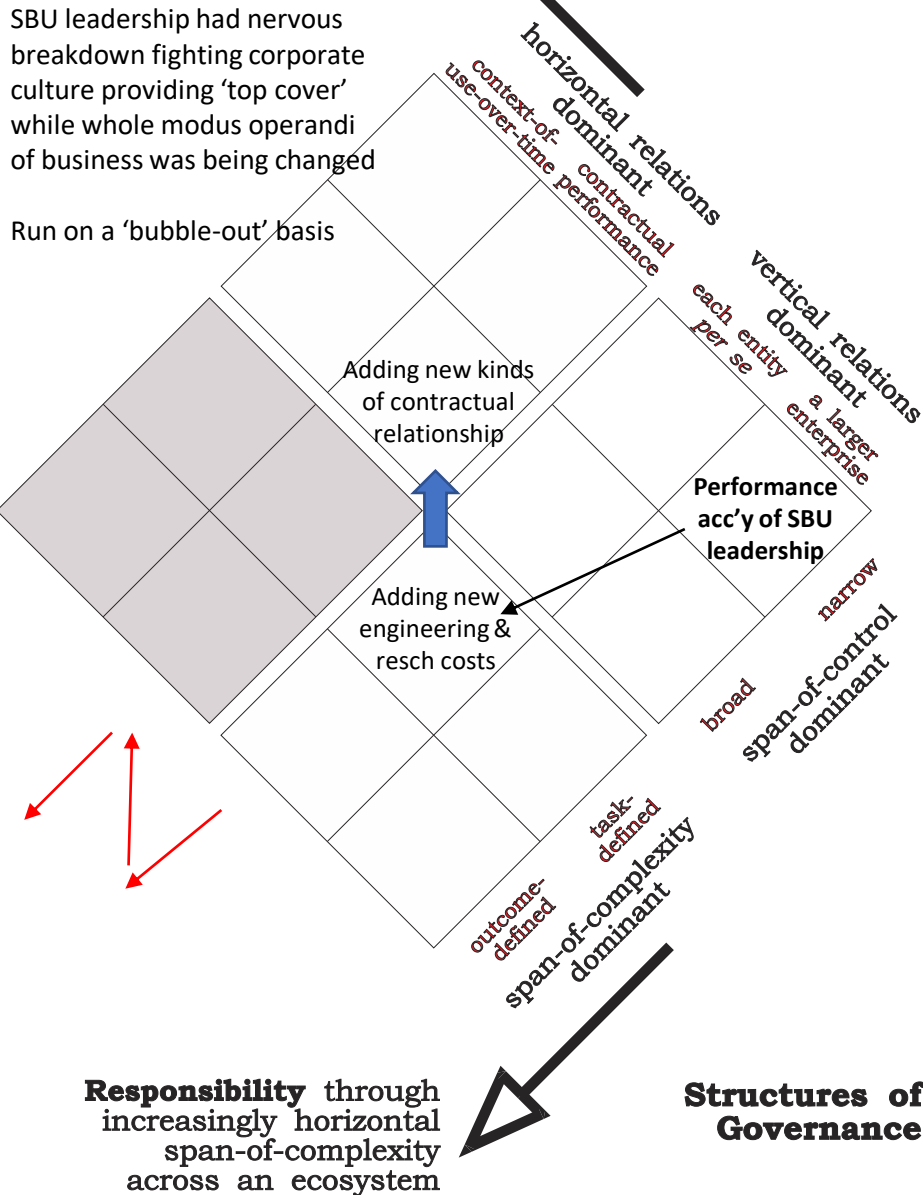 SBU leadership had nervous
breakdown fighting corporate
culture providing ‘top cover’
while whole modus operandi
of business was being changed
Run on a ‘bubble-out’ basis
horizontal relations
dominant
context-of-
use-over-time
contractual
performance
vertical relations
dominant
each entity
per se
a larger
enterprise
Adding new kinds
of contractual
relationship
Performance
acc’y of SBU
leadership
Adding new
engineering &
resch costs
narrow
broad
span-of-control
dominant
task-
defined
outcome-
defined
span-of-complexity
dominant
Responsibility through
increasingly horizontal
span-of-complexity
across an ecosystem
Structures of
Governance